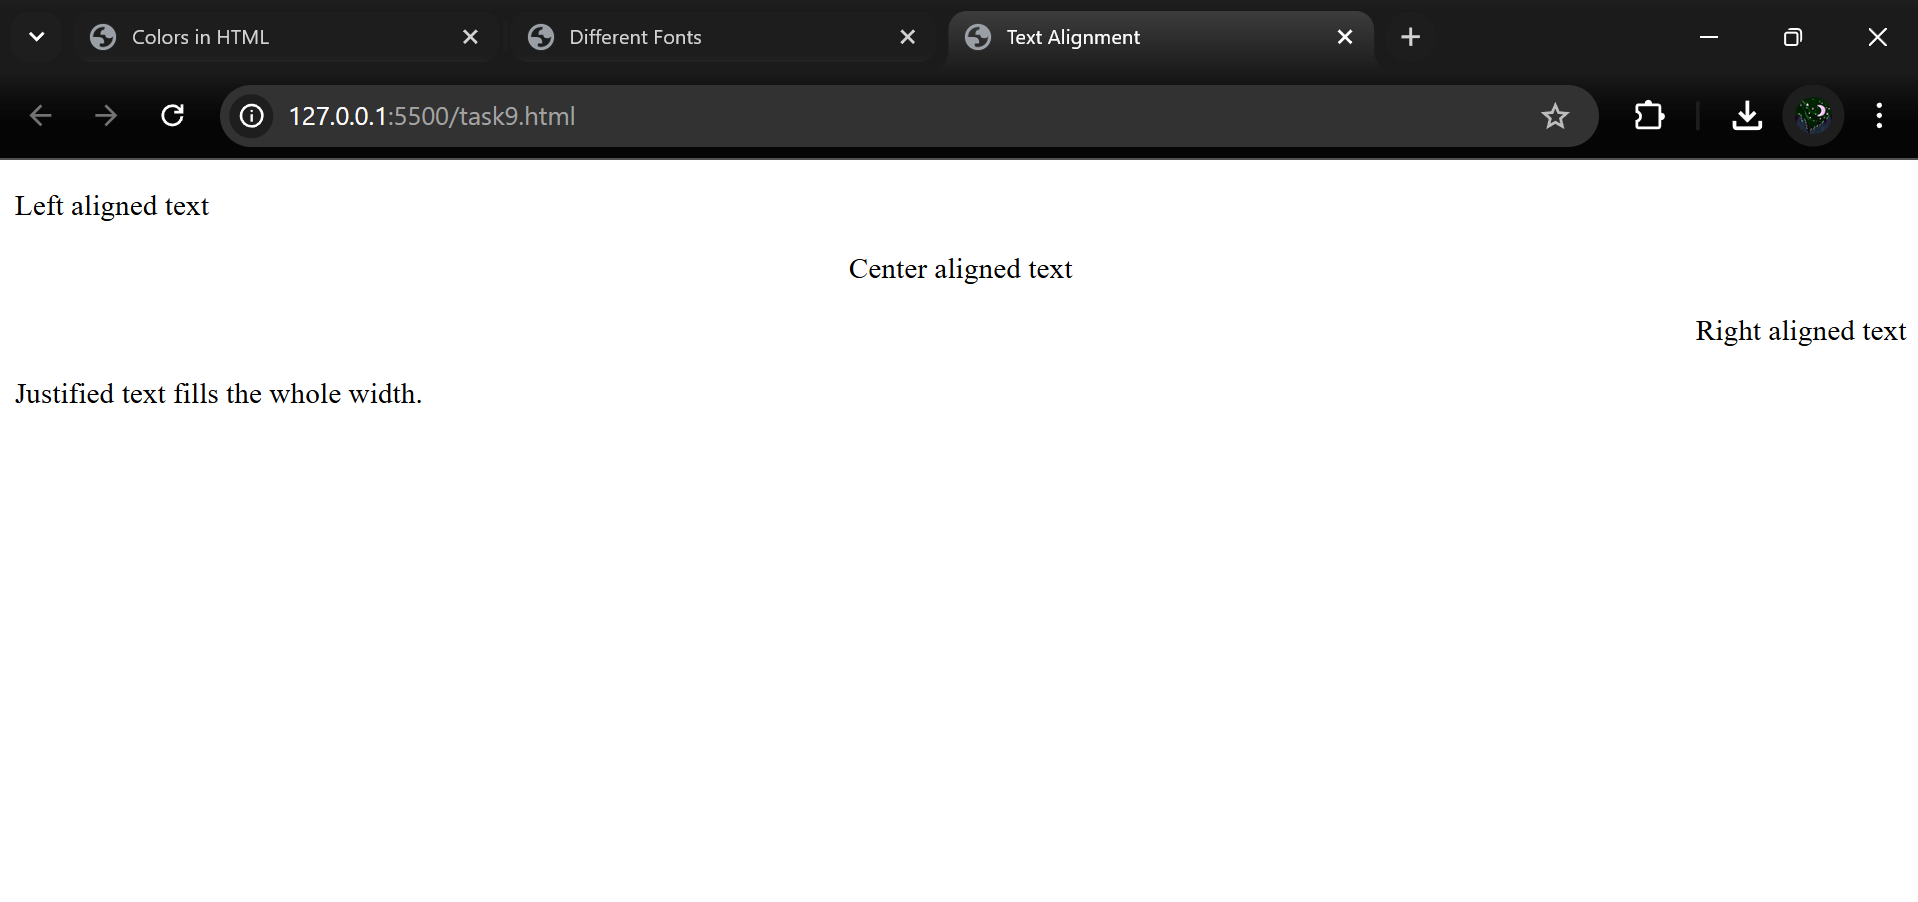 Colors in HTML
Different Fonts
Text Alignment
127.0.0.1:5500/task9.html
Left aligned text
Center aligned text
Right aligned text
Justified text fills the whole width.